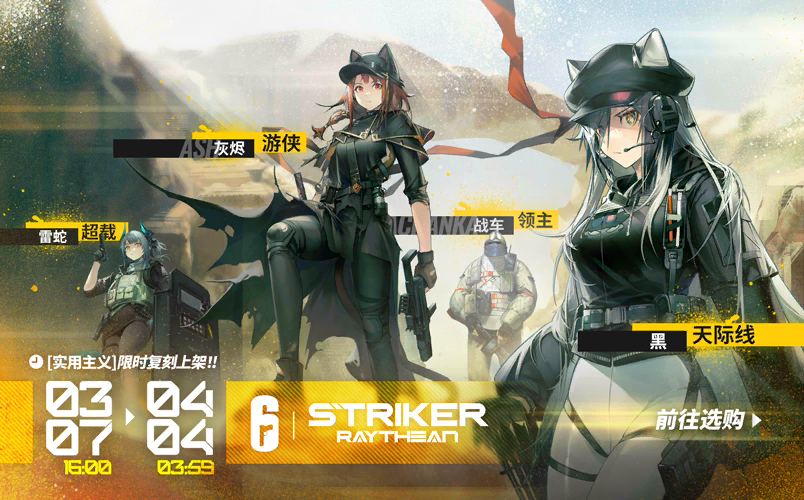 ASH
灰烬 游侠
TACHANKA
战车 领主
雷蛇 超载
黑 天际线
[实用主义]限时复刻上架!!
03 07 16:00
04 04 03:59
6 STRIKER
RAYTHEAN
前往选购